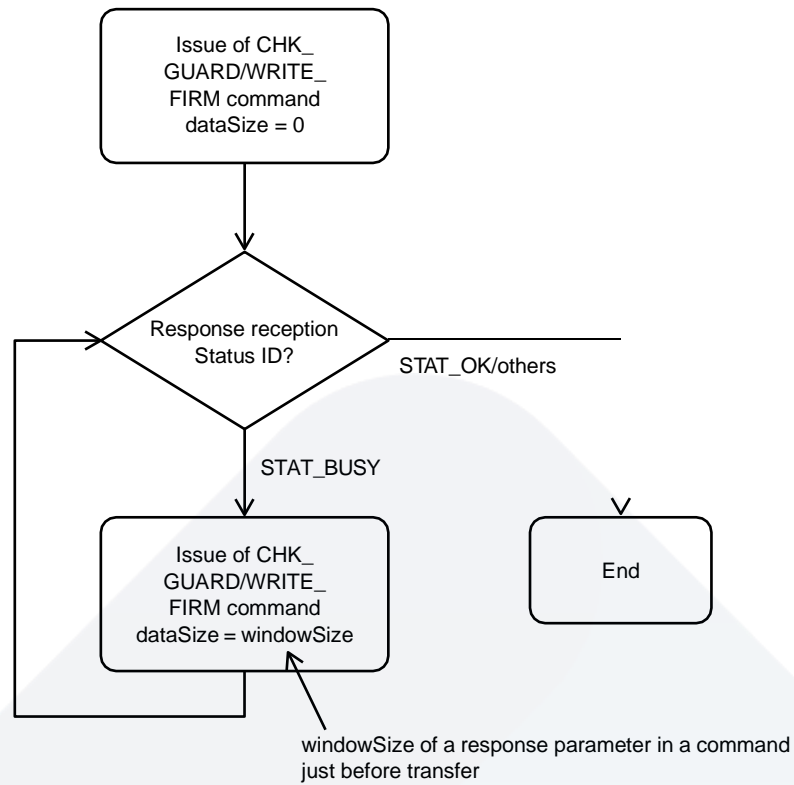 Issue of CHK_
GUARD/WRITE_
FIRM command
dataSize = 0
Response reception
Status ID?
STAT_OK/others
STAT_BUSY
Issue of CHK_
GUARD/WRITE_
FIRM command
dataSize = windowSize
End
windowSize of a response parameter in a command
just before transfer